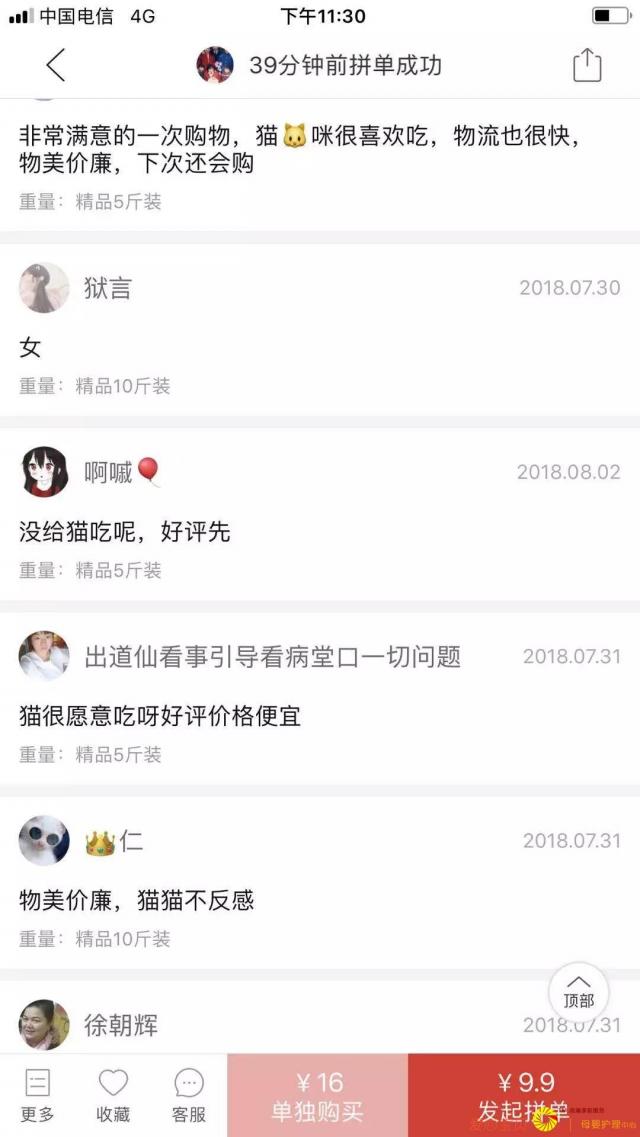 中国电信 4G 下午11:30
39分钟前拼单成功
非常满意的一次购物，猫🐱咪很喜欢吃，物流也很快，
物美价廉，下次还会购
重量：精品5斤装
狱言 2018.07.30
女
重量：精品10斤装
啊嘁🎈 2018.08.02
没给猫吃呢，好评先
重量：精品5斤装
出道仙看事引导看病堂口一切问题 2018.07.31
猫很愿意吃呀好评价格便宜
重量：精品5斤装
👑仁 2018.07.31
物美价廉，猫猫不反感
重量：精品10斤装
顶部
徐朝辉 2018.07.31
更多 收藏 客服
¥16
单独购买
¥9.9
发起拼单
母婴护理中心